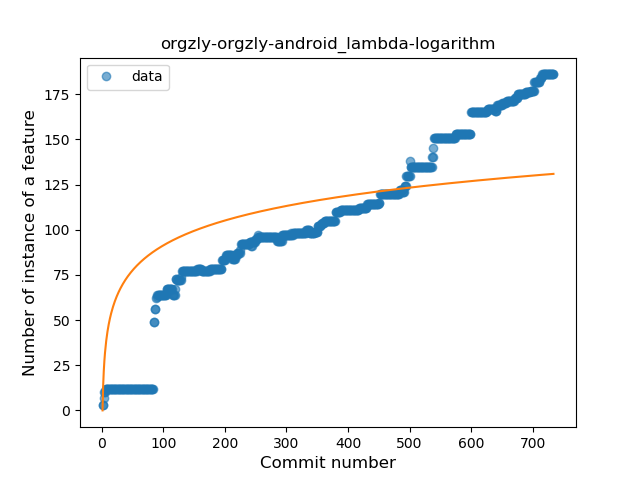 orgzly-orgzly-android_lambda-logarithm
data
Number of instance of a feature
175
150
125
100
75
50
25
0
0 100 200 300 400 500 600 700
Commit number